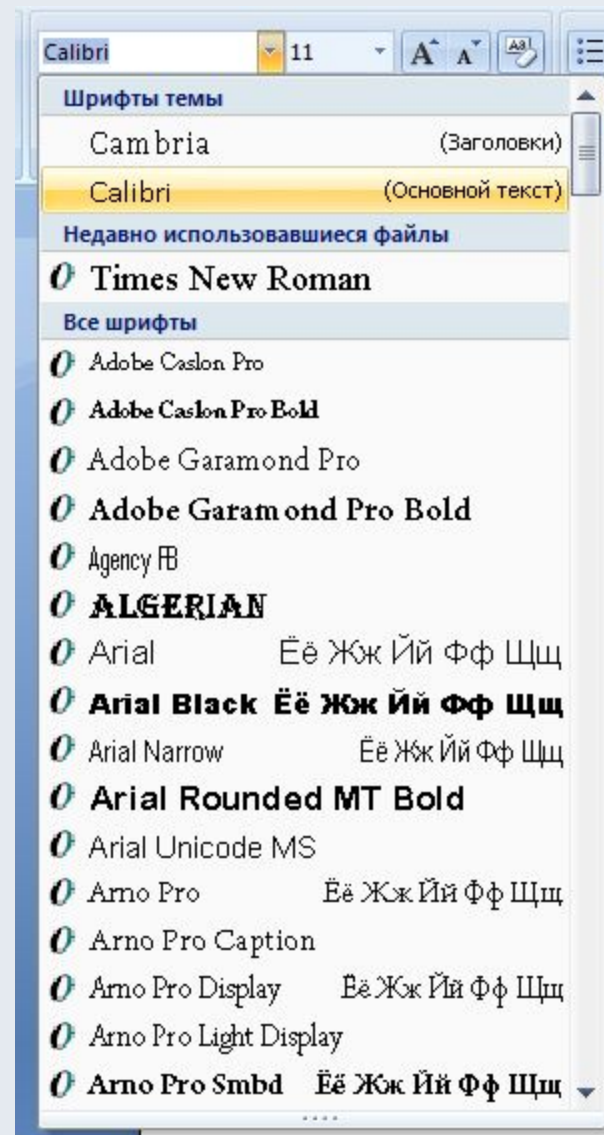 Calibri 11 A A Aa
Шрифты темы
Cambria (Заголовки)
Calibri (Основной текст)
Недавно использовавшиеся файлы
Times New Roman
Все шрифты
Adobe Caslon Pro
Adobe Caslon Pro Bold
Adobe Garamond Pro
Adobe Garamond Pro Bold
Agency FB
ALGERIAN
Arial Ёё Жж Йй Фф Щщ
Arial Black Ёё Жж Йй Фф Щщ
Arial Narrow Ёё Жж Йй Фф Щщ
Arial Rounded MT Bold
Arial Unicode MS
Arno Pro Ёё Жж Йй Фф Щщ
Arno Pro Caption
Arno Pro Display Ёё Жж Йй Фф Щщ
Arno Pro Light Display
Arno Pro Smbd Ёё Жж Йй Фф Щщ